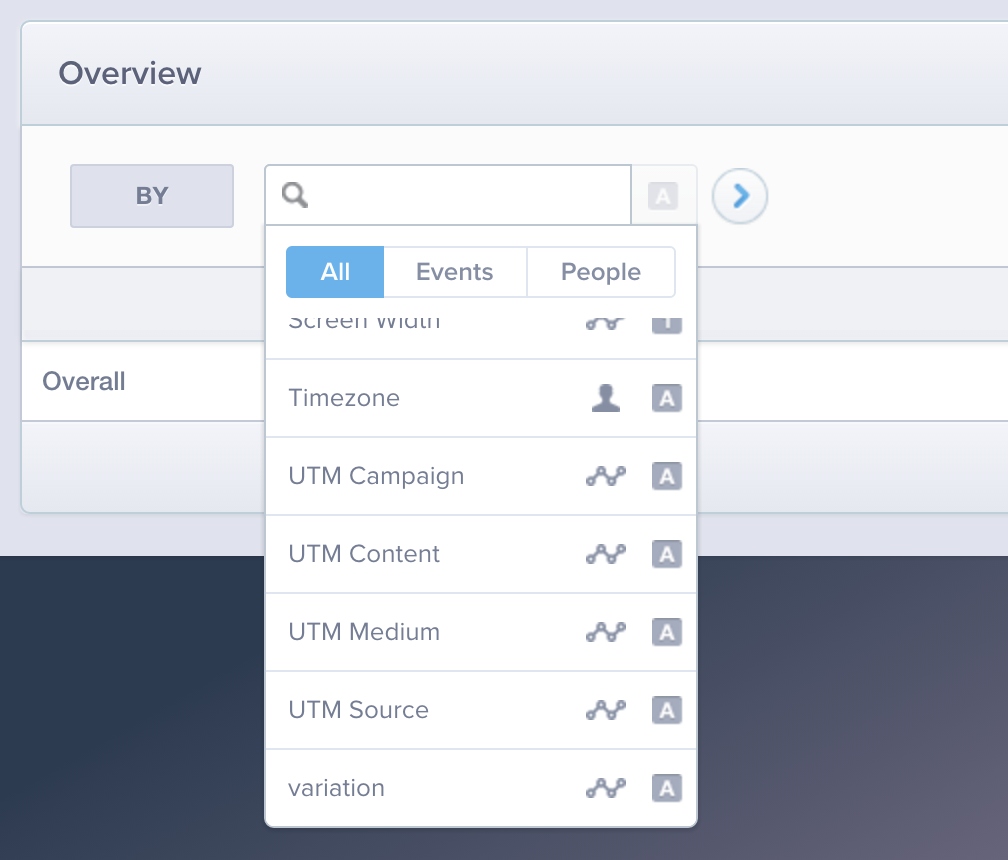 Overview
BY
A
All Events People
Screen Width
Timezone A
UTM Campaign A
UTM Content A
UTM Medium A
UTM Source A
Overall
variation A